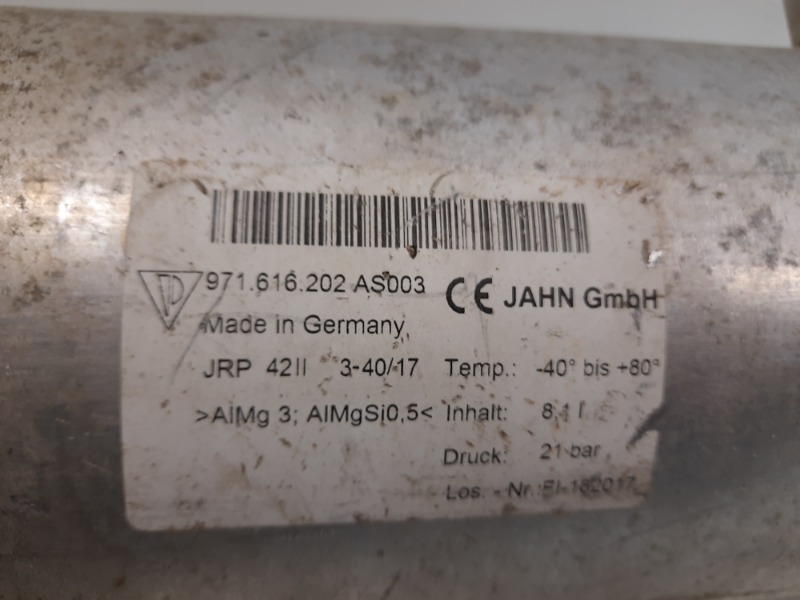 971.616.202 AS003
CE JAHN GmbH
Made in Germany
JRP 42II 3-40/17 Temp.: -40° bis +80°
>AlMg 3; AlMgSi0,5< Inhalt: 8,1 l
Druck: 21 bar
Los. - Nr.: